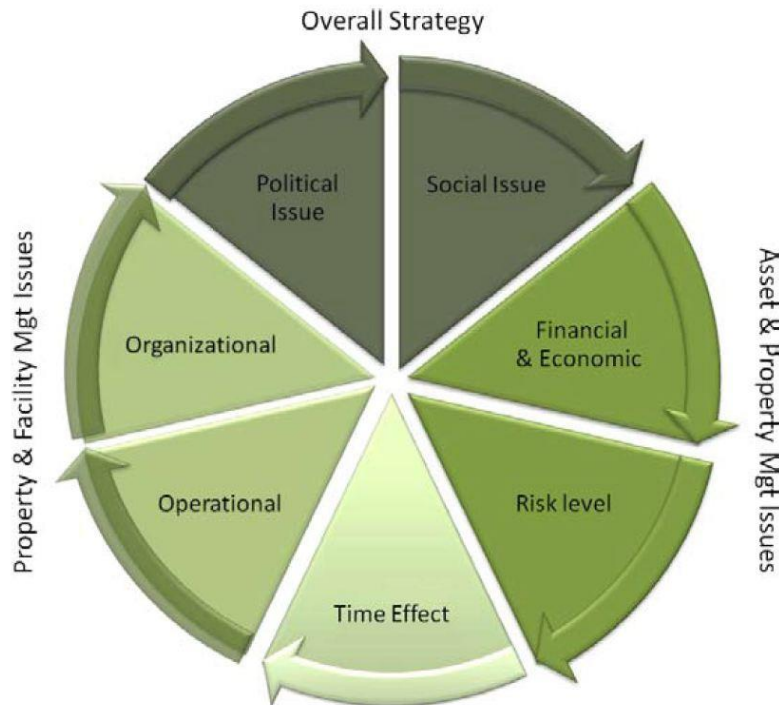 Overall Strategy
Political
Issue
Social Issue
Property & Facility Mgt Issues
Organizational
Financial
& Economic
Asset & Property Mgt Issues
Operational
Risk level
Time Effect